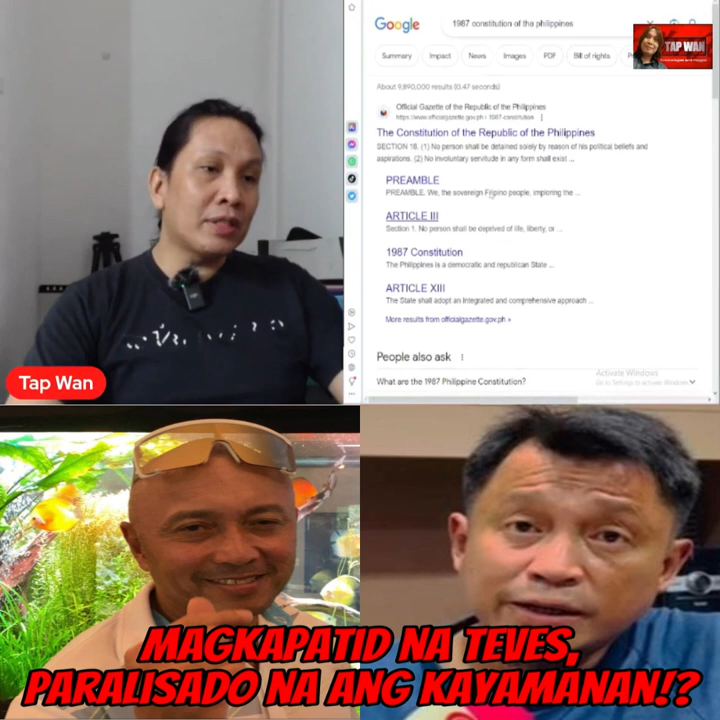 Google
1987 constitution of the philippines
TAP WAN
Summary
Impact
News
Images
PDF
Bill of rights
About 9,890,000 results (0.47 seconds)
Official Gazette of the Republic of the Philippines
https://www.officialgazette.gov.ph › 1987-constitution
The Constitution of the Republic of the Philippines
SECTION 18. (1) No person shall be detained solely by reason of his political beliefs and
aspirations. (2) No involuntary servitude in any form shall exist ...
PREAMBLE
PREAMBLE. We, the sovereign Filipino people, imploring the ...
ARTICLE III
Section 1. No person shall be deprived of life, liberty, or ...
1987 Constitution
The Philippines is a democratic and republican State ...
ARTICLE XIII
The State shall adopt an integrated and comprehensive approach ...
More results from officialgazette.gov.ph »
People also ask
Activate Windows
Go to Settings to activate Windows.
What are the 1987 Philippine Constitution?
Tap Wan
MAGKAPATID NA TEVES,
PARALISADO NA ANG KAYAMANAN!?